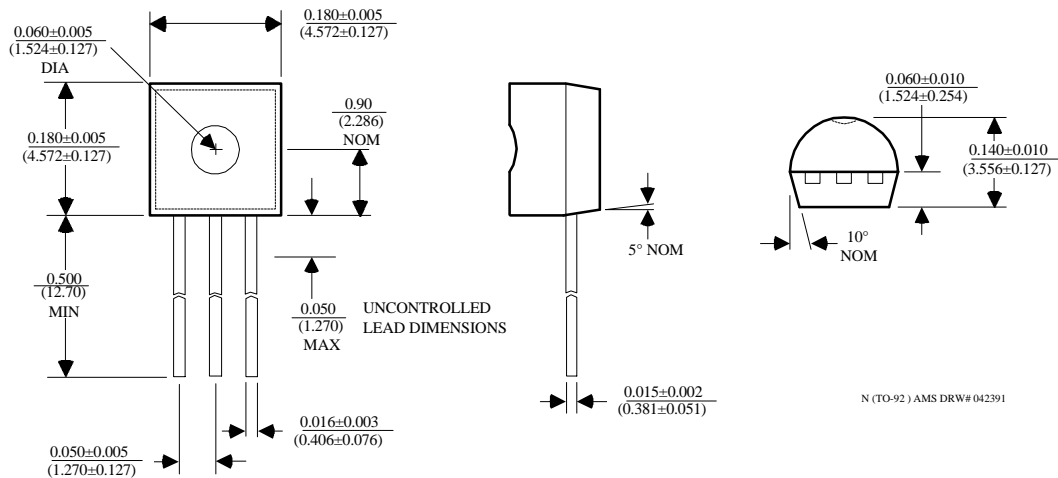 0.060±0.005
(1.524±0.127)
DIA
0.180±0.005
(4.572±0.127)
0.180±0.005
(4.572±0.127)
0.90
(2.286)
NOM
0.500
(12.70)
MIN
0.050
(1.270)
MAX
UNCONTROLLED
LEAD DIMENSIONS
0.016±0.003
(0.406±0.076)
0.050±0.005
(1.270±0.127)
5° NOM
0.015±0.002
(0.381±0.051)
0.060±0.010
(1.524±0.254)
0.140±0.010
(3.556±0.127)
10°
NOM
N (TO-92 ) AMS DRW# 042391